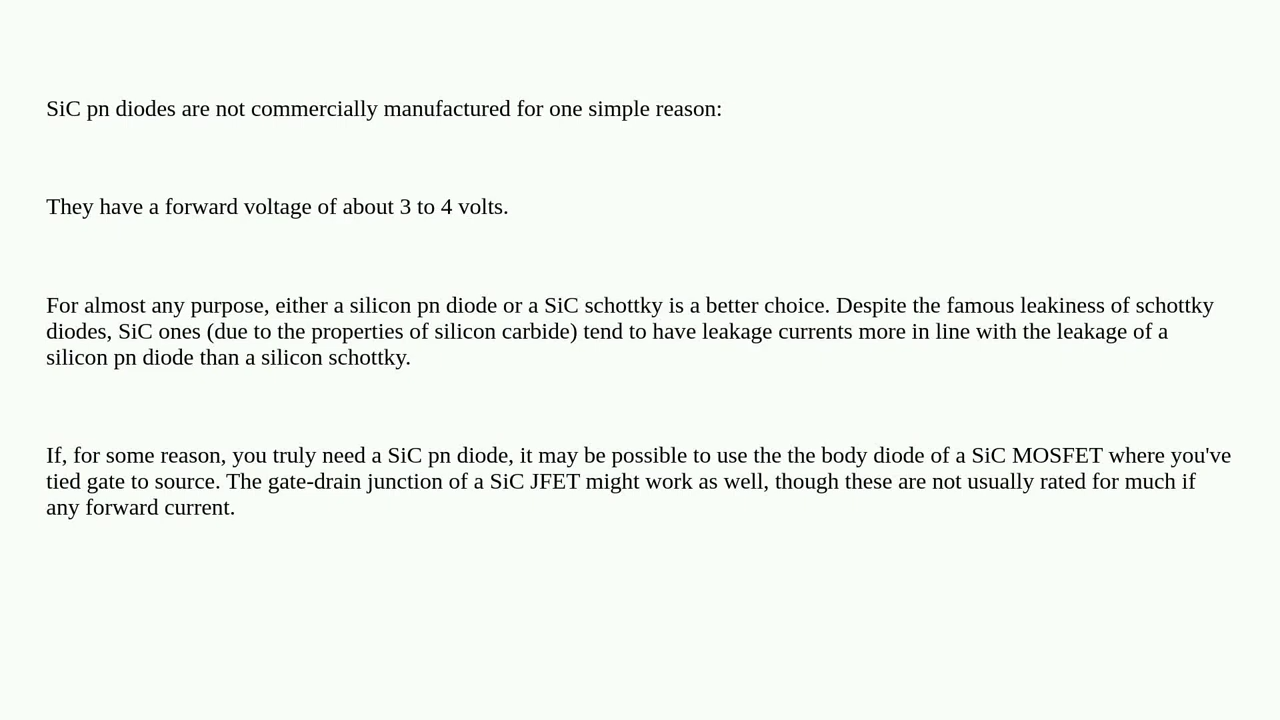 SiC pn diodes are not commercially manufactured for one simple reason:
They have a forward voltage of about 3 to 4 volts.
For almost any purpose, either a silicon pn diode or a SiC schottky is a better choice. Despite the famous leakiness of schottky
diodes, SiC ones (due to the properties of silicon carbide) tend to have leakage currents more in line with the leakage of a
silicon pn diode than a silicon schottky.
If, for some reason, you truly need a SiC pn diode, it may be possible to use the the body diode of a SiC MOSFET where you've
tied gate to source. The gate-drain junction of a SiC JFET might work as well, though these are not usually rated for much if
any forward current.